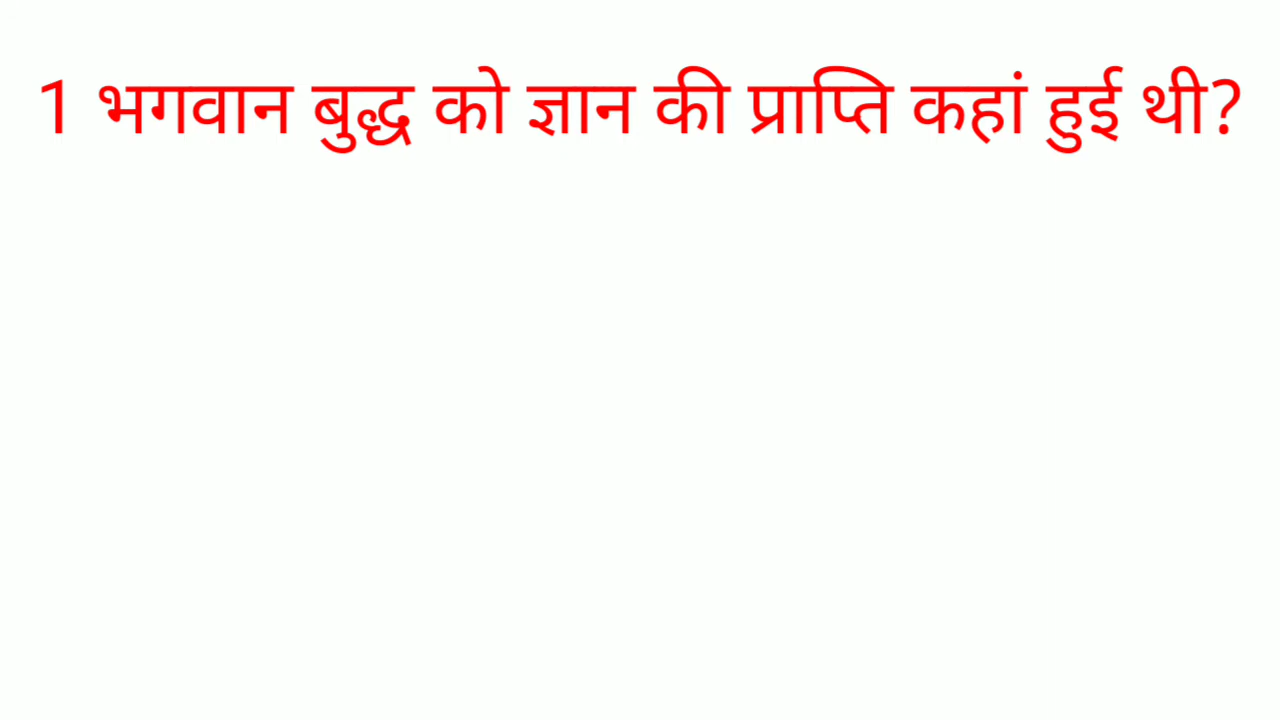 1 भगवान बुद्ध को ज्ञान की प्राप्ति कहां हुई थी?